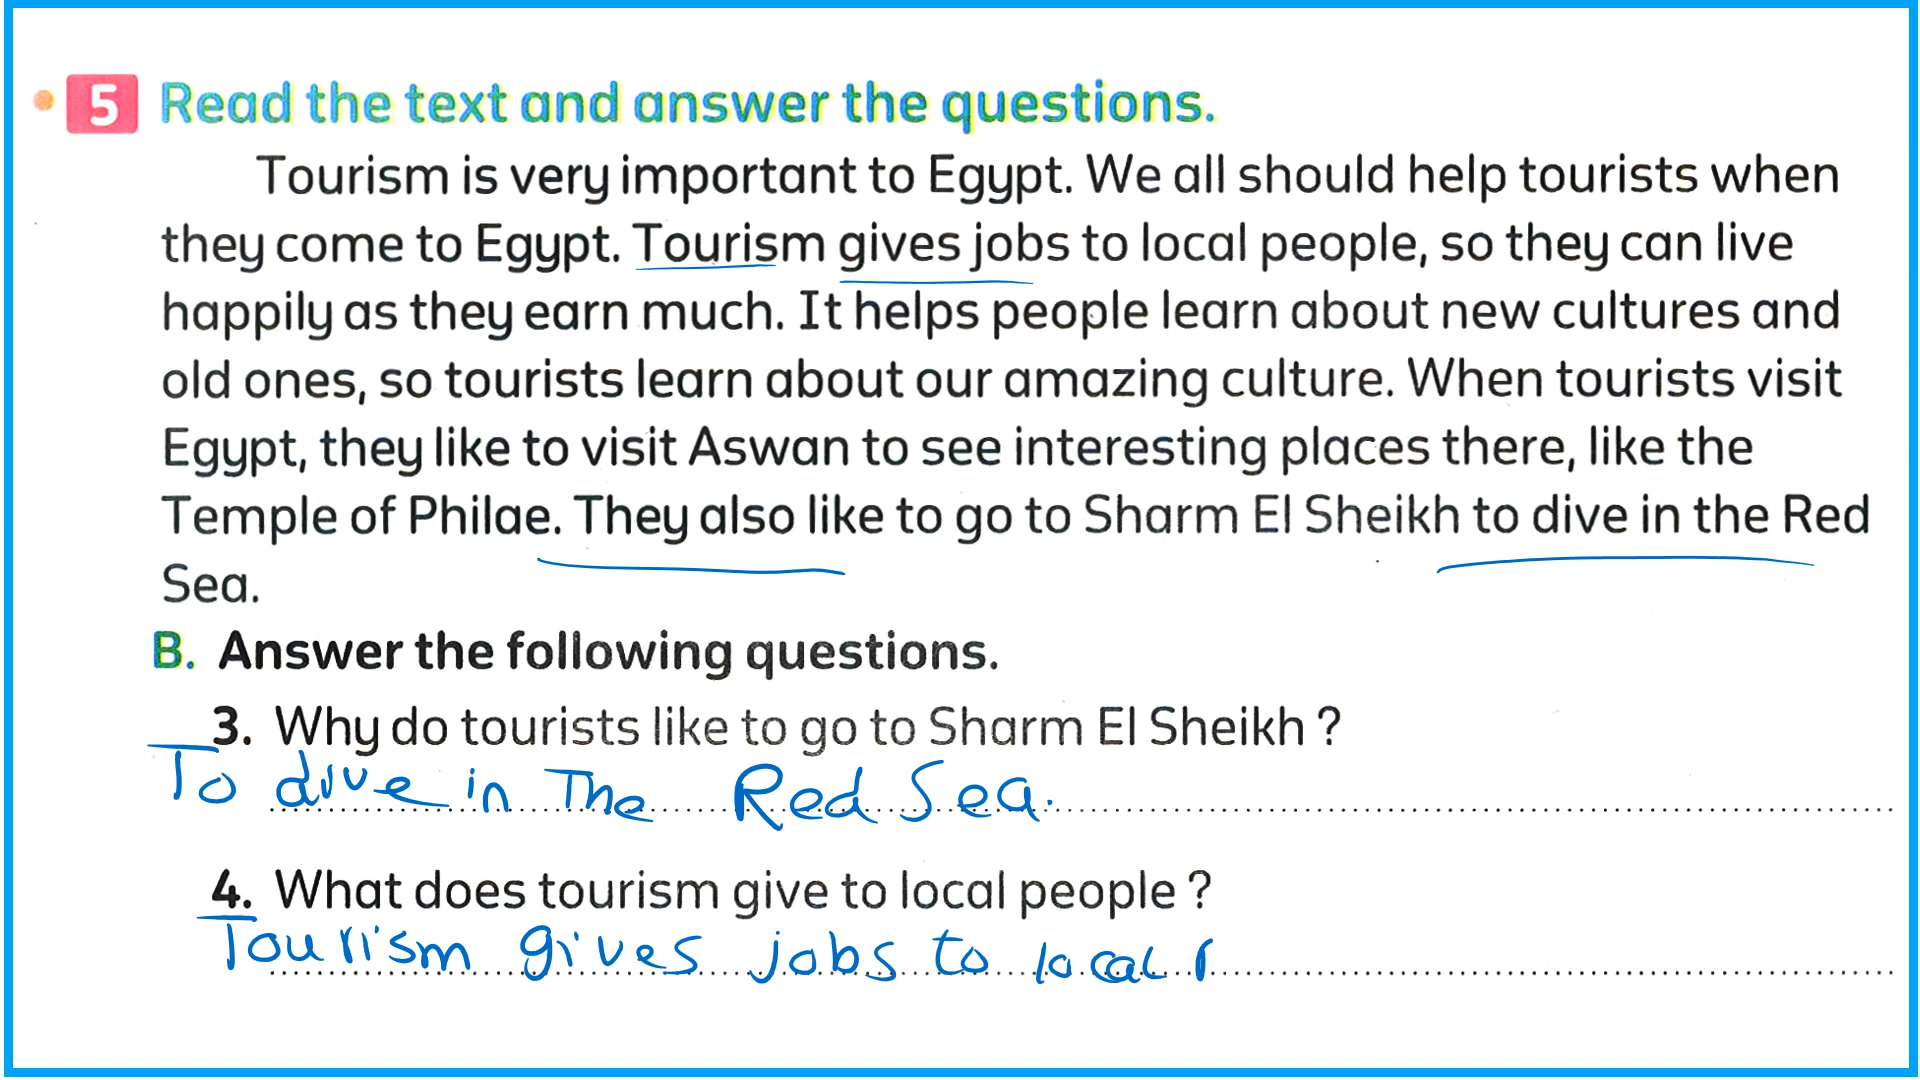 5 Read the text and answer the questions.
Tourism is very important to Egypt. We all should help tourists when
they come to Egypt. Tourism gives jobs to local people, so they can live
happily as they earn much. It helps people learn about new cultures and
old ones, so tourists learn about our amazing culture. When tourists visit
Egypt, they like to visit Aswan to see interesting places there, like the
Temple of Philae. They also like to go to Sharm El Sheikh to dive in the Red
Sea.
B. Answer the following questions.
3. Why do tourists like to go to Sharm El Sheikh ?
To dive in The Red Sea.
4. What does tourism give to local people ?
Tourism gives jobs to local